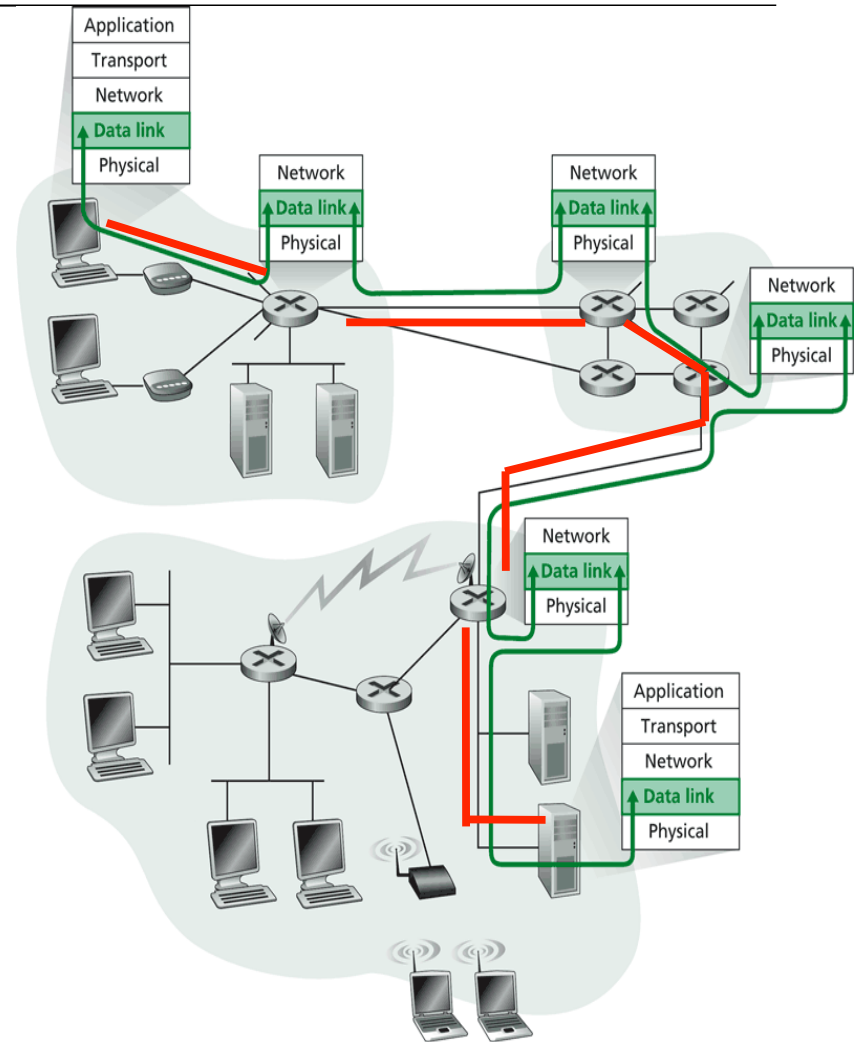 Application
Transport
Network
Data link
Physical
Network
Data link
Physical
Network
Data link
Physical
Network
Data link
Physical
Network
Data link
Physical
Application
Transport
Network
Data link
Physical